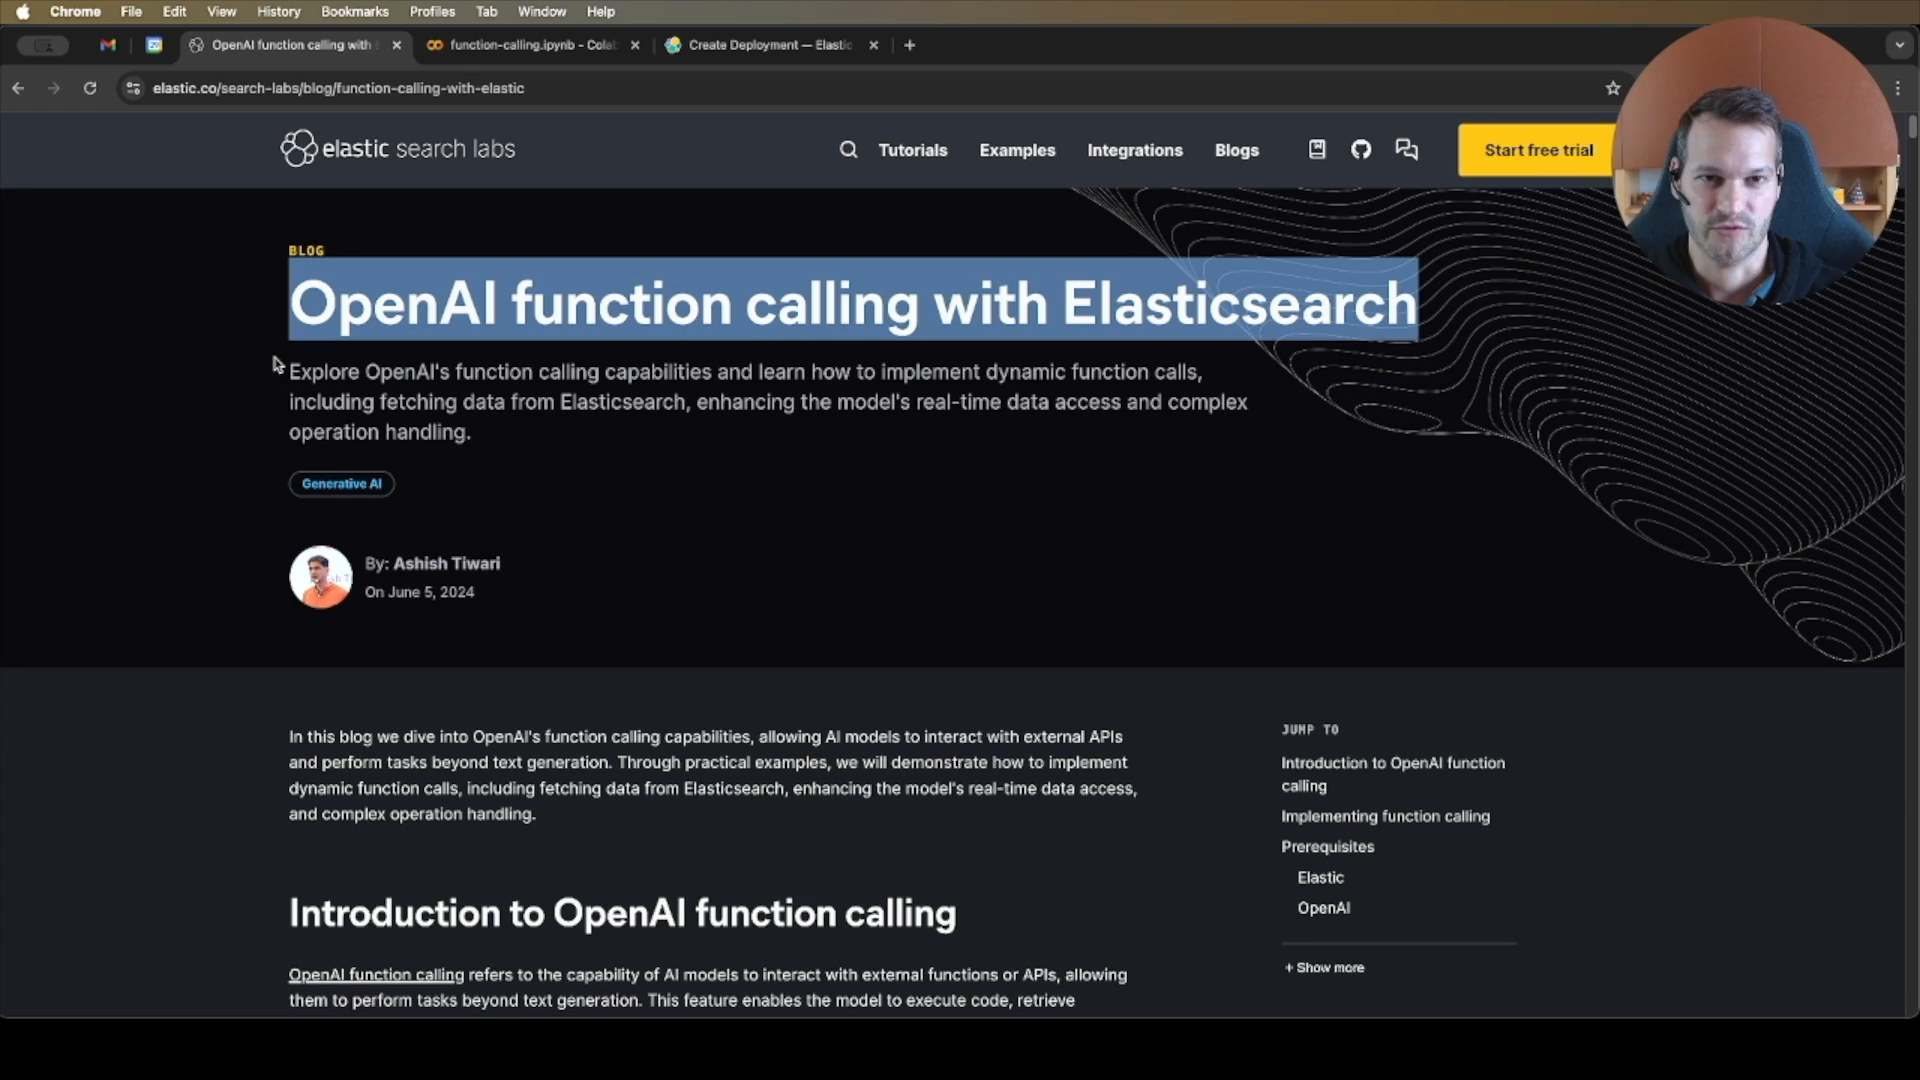 Chrome File Edit View History Bookmarks Profiles Tab Window Help
OpenAI function calling with
function-calling.ipynb - Colab
Create Deployment — Elastic
elastic.co/search-labs/blog/function-calling-with-elastic
elastic search labs
Tutorials Examples Integrations Blogs
Start free trial
BLOG
OpenAI function calling with Elasticsearch
Explore OpenAI's function calling capabilities and learn how to implement dynamic function calls,
including fetching data from Elasticsearch, enhancing the model's real-time data access and complex
operation handling.
Generative AI
By: Ashish Tiwari
On June 5, 2024
In this blog we dive into OpenAI's function calling capabilities, allowing AI models to interact with external APIs
and perform tasks beyond text generation. Through practical examples, we will demonstrate how to implement
dynamic function calls, including fetching data from Elasticsearch, enhancing the model's real-time data access,
and complex operation handling.
Introduction to OpenAI function calling
OpenAI function calling refers to the capability of AI models to interact with external functions or APIs, allowing
them to perform tasks beyond text generation. This feature enables the model to execute code, retrieve
JUMP TO
Introduction to OpenAI function
calling
Implementing function calling
Prerequisites
Elastic
OpenAI
+ Show more